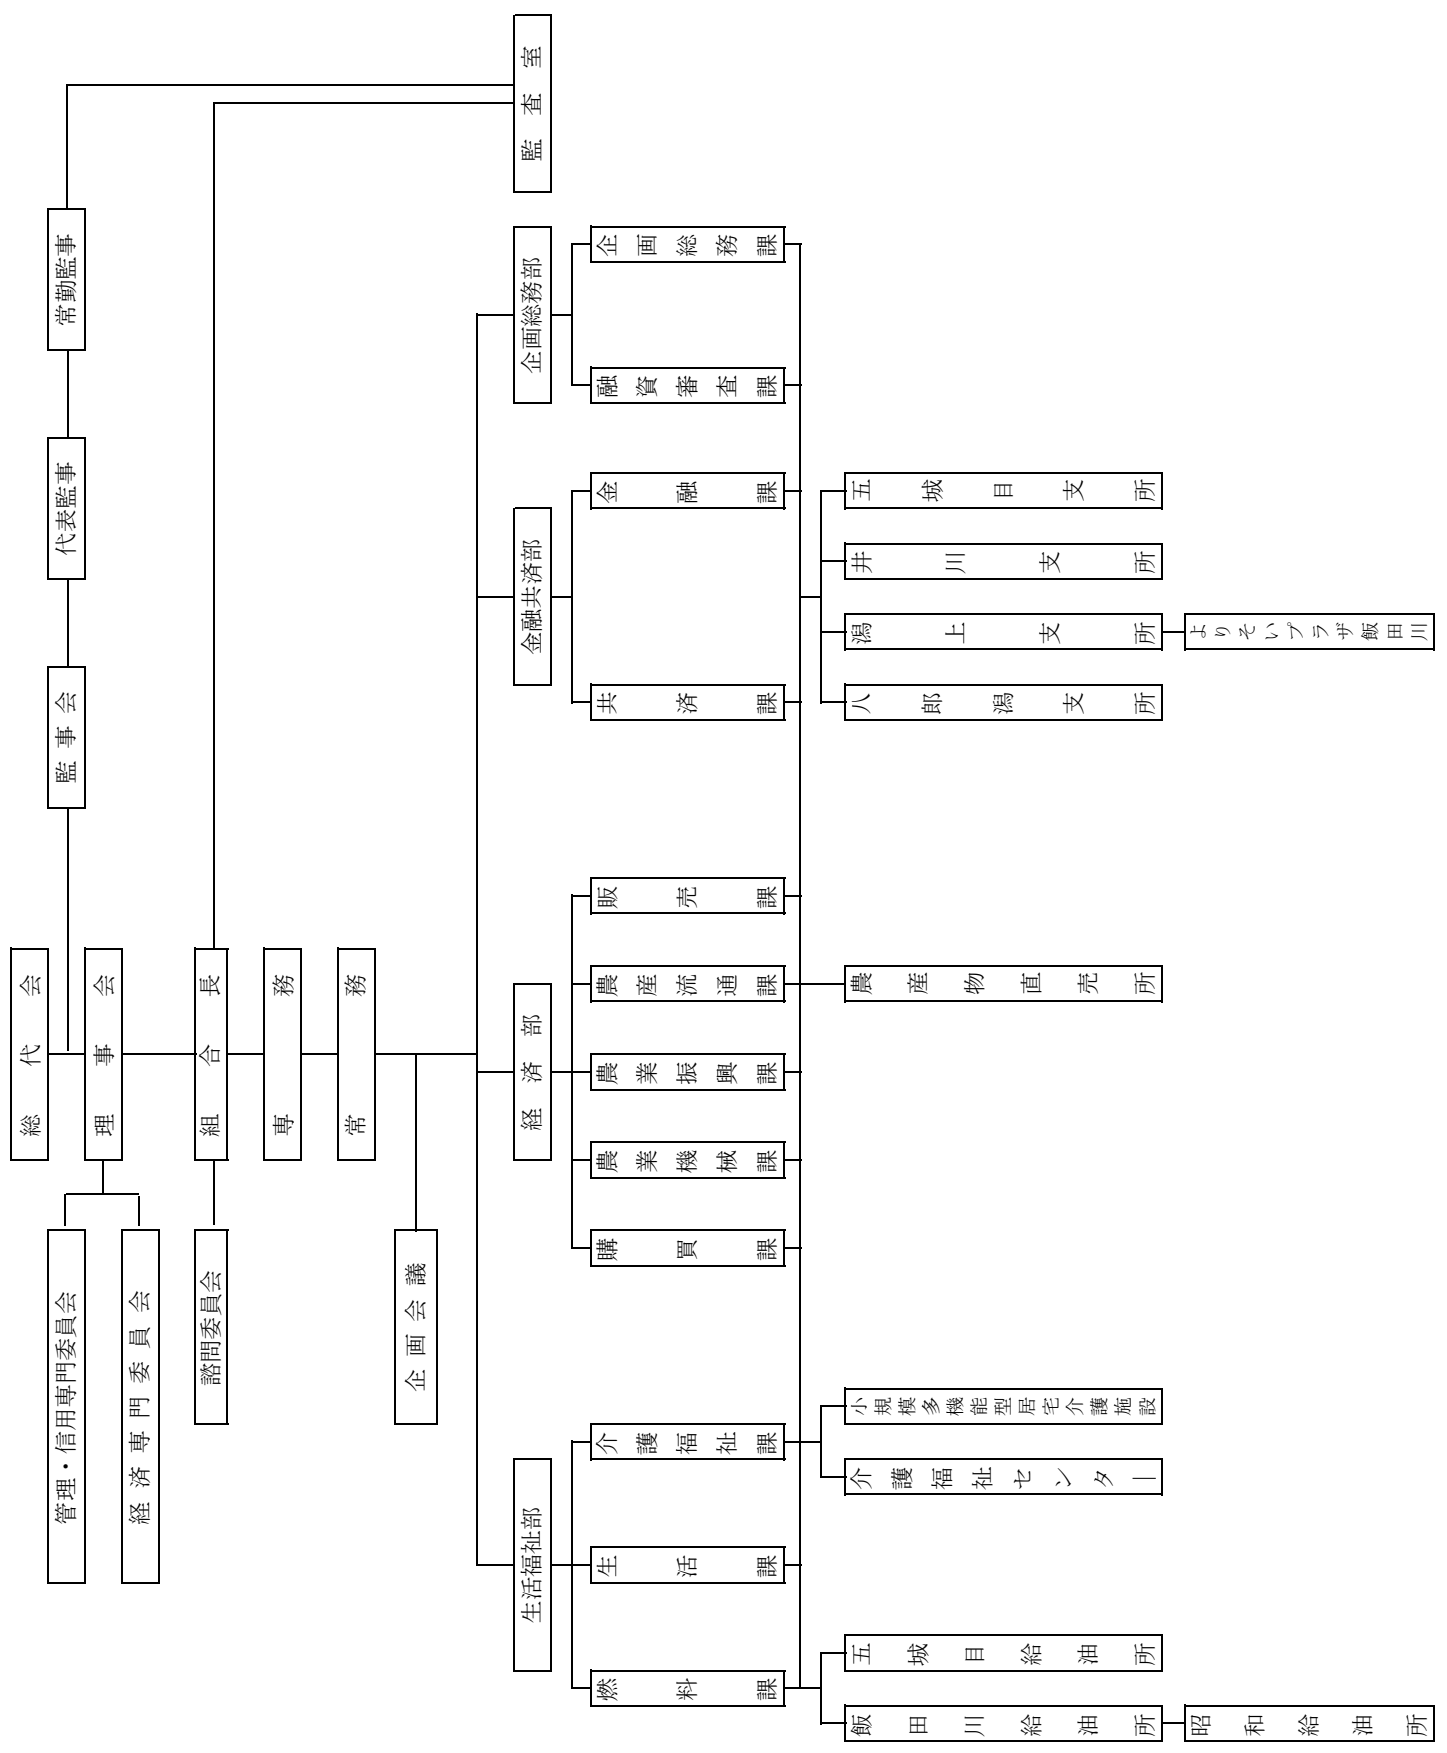 総代会
理事会
監事会
代表監事
常勤監事
管理・信用専門委員会
経済専門委員会
組合長
諮問委員会
専務
常務
企画会議
監査室
企画総務部
金融共済部
経済部
生活福祉部
企画総務課
融資審査課
金融課
共済課
販売課
農産流通課
農業振興課
農業機械課
購買課
介護福祉課
生活課
燃料課
五城目支所
井川支所
潟上支所
八郎潟支所
農産物直売所
小規模多機能型居宅介護施設
介護福祉センター
五城目給油所
飯田川給油所
よりそいプラザ飯田川
昭和給油所